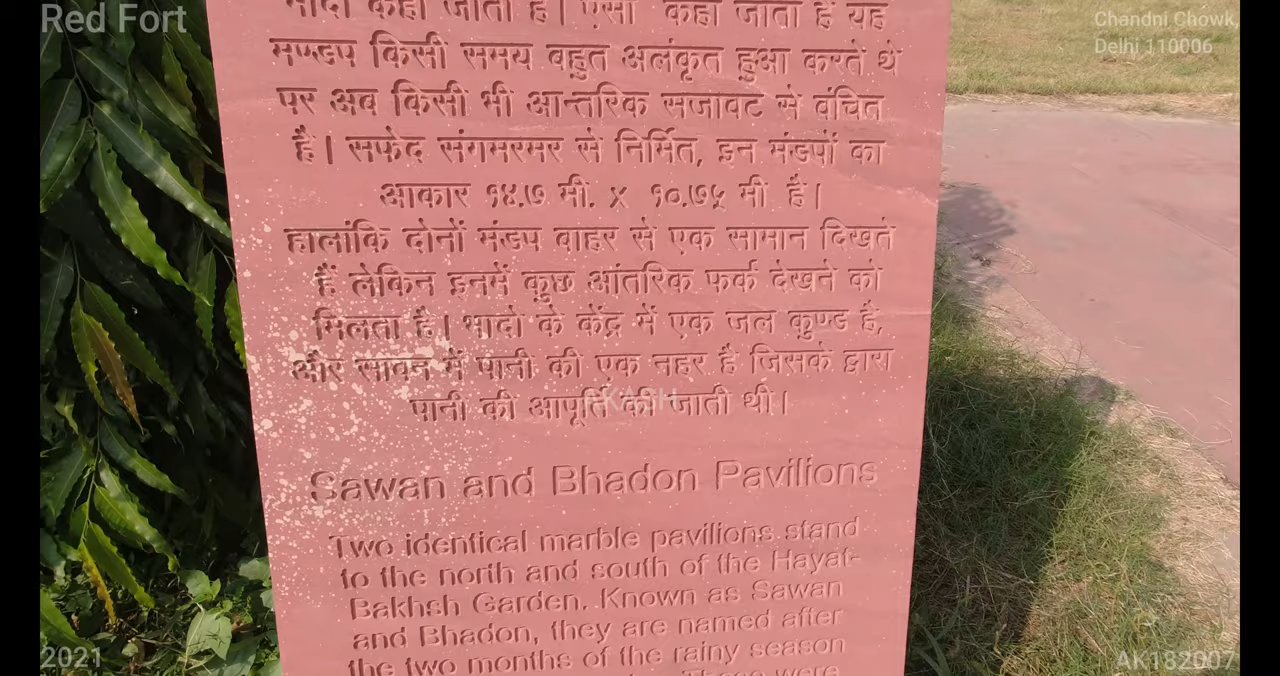 Red Fort
Chandni Chowk,
Delhi 110006
भादों कहा जाता है। ऐसा कहा जाता है यह
मण्डप किसी समय बहुत अलंकृत हुआ करते थे
पर अब किसी भी आन्तरिक सजावट से वंचित
है। सफेद संगमरमर से निर्मित, इन मंडपों का
आकार १४.७ मी. x १०.७५ मी है।
हालांकि दोनों मंडप बाहर से एक सामान दिखते
हैं लेकिन इनमें कुछ आंतरिक फर्क देखने को
मिलता है। भादो के केंद्र में एक जल कुण्ड है,
और सावन में पानी की एक नहर है जिसके द्वारा
पानी की आपूर्ति की जाती थी।
Sawan and Bhadon Pavilions
Two identical marble pavilions stand
to the north and south of the Hayat-
Bakhsh Garden. Known as Sawan
and Bhadon, they are named after
the two months of the rainy season
These were
2021
AK182007